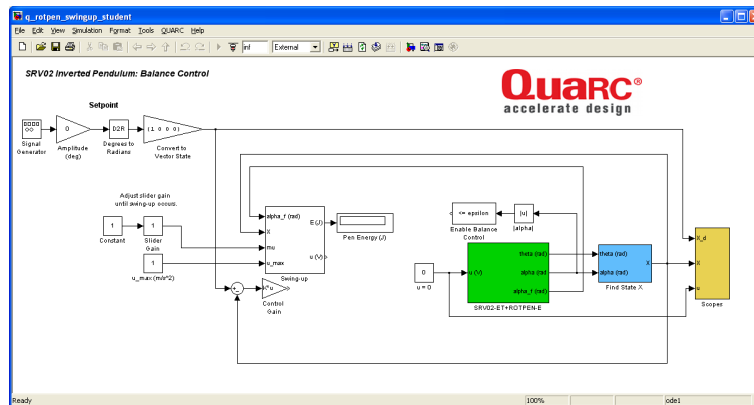 q_rotpen_swingup_student
File Edit View Simulation Format Tools QUARC Help
inf External
SRV02 Inverted Pendulum: Balance Control
QUARC®
accelerate design
Setpoint
0
D2R
(1 0 0 0)
Signal Generator
Amplitude (deg)
Degrees to Radians
Convert to Vector State
Adjust slider gain
until swing-up occurs.
1
Constant
1
Slider Gain
1
u_max (m/s^2)
alpha_f (rad)
X
mu
u_max
E (J)
u (V)
Swing-up
Pen Energy (J)
K*u
Control Gain
<= epsilon
Enable Balance Control
|u|
|alpha|
0
u = 0
u (V)
theta (rad)
alpha (rad)
alpha_f (rad)
SRV02-ET+ROTPEN-E
theta (rad)
alpha (rad)
X
Find State X
X_d
X
u
Scopes
Ready
100%
ode1